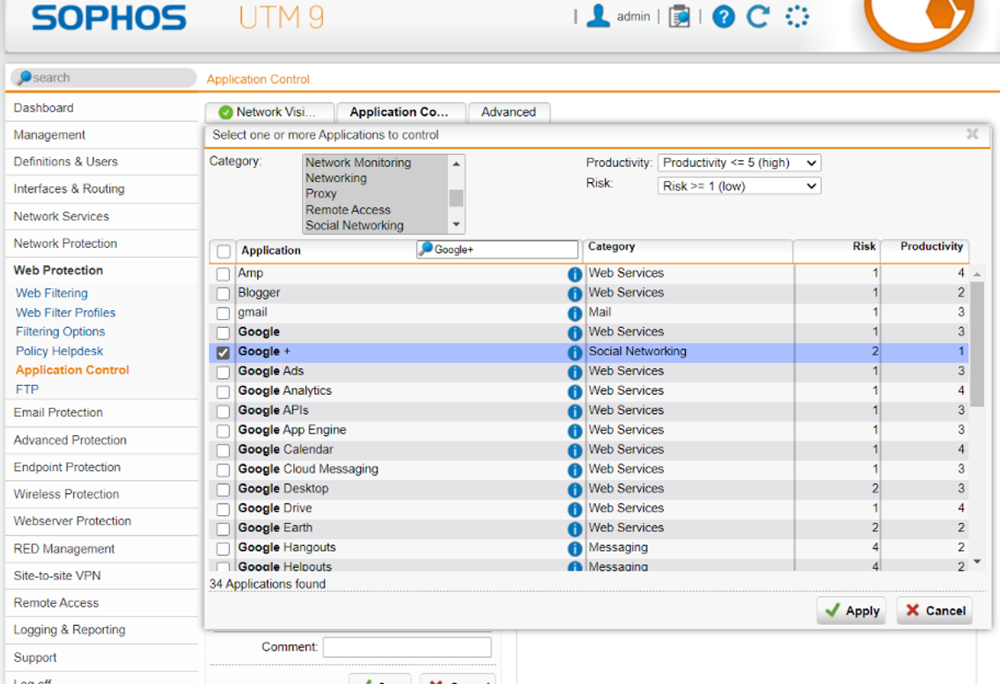 SOPHOS UTM 9
| admin | | ?
search
Application Control
Dashboard
Management
Definitions & Users
Interfaces & Routing
Network Services
Network Protection
Web Protection
Web Filtering
Web Filter Profiles
Filtering Options
Policy Helpdesk
Application Control
FTP
Email Protection
Advanced Protection
Endpoint Protection
Wireless Protection
Webserver Protection
RED Management
Site-to-site VPN
Remote Access
Logging & Reporting
Support
Log off
Network Visi... Application Co... Advanced
Select one or more Applications to control
Category:
Network Monitoring
Networking
Proxy
Remote Access
Social Networking
Productivity: Productivity <= 5 (high)
Risk: Risk >= 1 (low)
Application Google+ Category Risk Productivity
Amp Web Services 1 4
Blogger Web Services 1 2
gmail Mail 1 3
Google Web Services 1 3
Google + Social Networking 2 1
Google Ads Web Services 1 3
Google Analytics Web Services 1 4
Google APIs Web Services 1 3
Google App Engine Web Services 1 3
Google Calendar Web Services 1 4
Google Cloud Messaging Web Services 1 3
Google Desktop Web Services 2 3
Google Drive Web Services 1 4
Google Earth Web Services 2 2
Google Hangouts Messaging 4 2
Google Helpouts Messaging 4 2
34 Applications found
Apply Cancel
Comment: